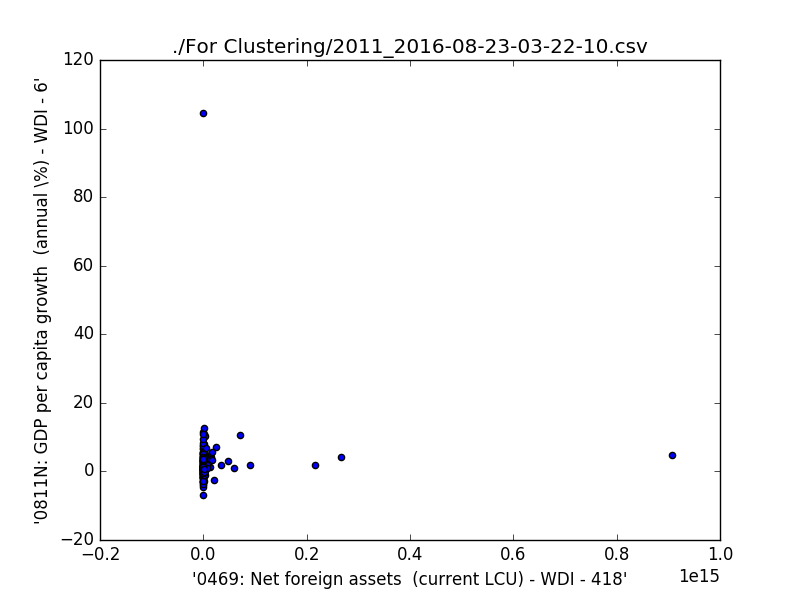 ./For Clustering/2011_2016-08-23-03-22-10.csv
120
100
80
60
40
20
0
−20
−0.2 0.0 0.2 0.4 0.6 0.8 1.0
1e15
'0469: Net foreign assets  (current LCU) - WDI - 418'
'0811N: GDP per capita growth  (annual \%) - WDI - 6'